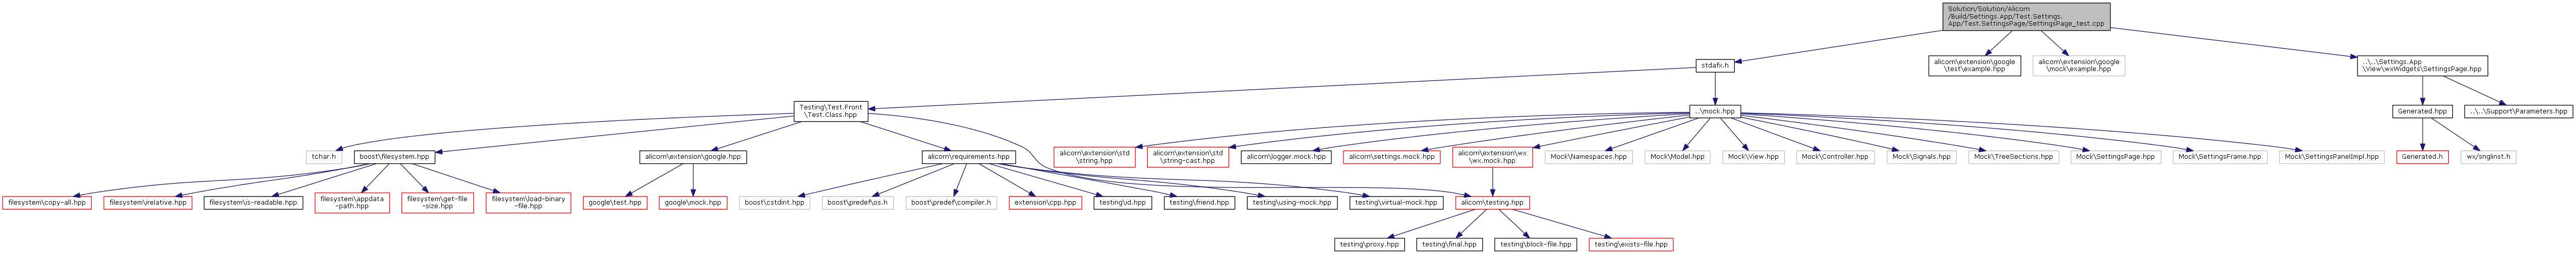 Solution/Solution/Alicorn
/Build/Settings.App/Test.Settings.
App/Test.SettingsPage/SettingsPage_test.cpp
stdafx.h
alicorn\extension\google
\test\example.hpp
alicorn\extension\google
\mock\example.hpp
..\..\Settings.App
\View\wxWidgets\SettingsPage.hpp
Testing\Test.Front
\Test.Class.hpp
..\mock.hpp
Generated.hpp
..\..\Support\Parameters.hpp
tchar.h
boost\filesystem.hpp
alicorn\extension\google.hpp
alicorn\requirements.hpp
alicorn\extension\std
\string.hpp
alicorn\extension\std
\string-cast.hpp
alicorn\logger.mock.hpp
alicorn\settings.mock.hpp
alicorn\extension\wx
\wx.mock.hpp
Mock\Namespaces.hpp
Mock\Model.hpp
Mock\View.hpp
Mock\Controller.hpp
Mock\Signals.hpp
Mock\TreeSections.hpp
Mock\SettingsPage.hpp
Mock\SettingsFrame.hpp
Mock\SettingsPanelImpl.hpp
Generated.h
wx/snglinst.h
filesystem\copy-all.hpp
filesystem\relative.hpp
filesystem\is-readable.hpp
filesystem\appdata
-path.hpp
filesystem\get-file
-size.hpp
filesystem\load-binary
-file.hpp
google\test.hpp
google\mock.hpp
boost\cstdint.hpp
boost\predef\os.h
boost\predef\compiler.h
extension\cpp.hpp
testing\id.hpp
testing\friend.hpp
testing\using-mock.hpp
testing\virtual-mock.hpp
alicorn\testing.hpp
testing\proxy.hpp
testing\final.hpp
testing\block-file.hpp
testing\exists-file.hpp